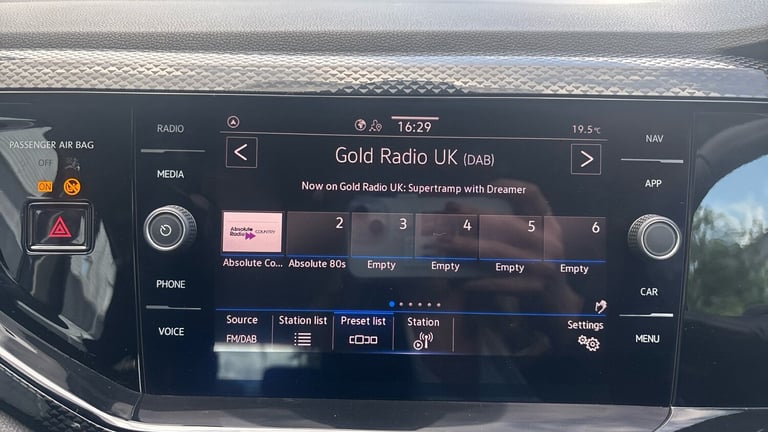 16:29
19.5°C
RADIO
NAV
PASSENGER AIR BAG
OFF
ON
Gold Radio UK (DAB)
MEDIA
APP
Now on Gold Radio UK: Supertramp with Dreamer
Absolute Radio COUNTRY
2
3
4
5
6
Absolute Co...
Absolute 80s
Empty
Empty
Empty
Empty
PHONE
CAR
VOICE
MENU
Source
Station list
Preset list
Station
Settings
FM/DAB